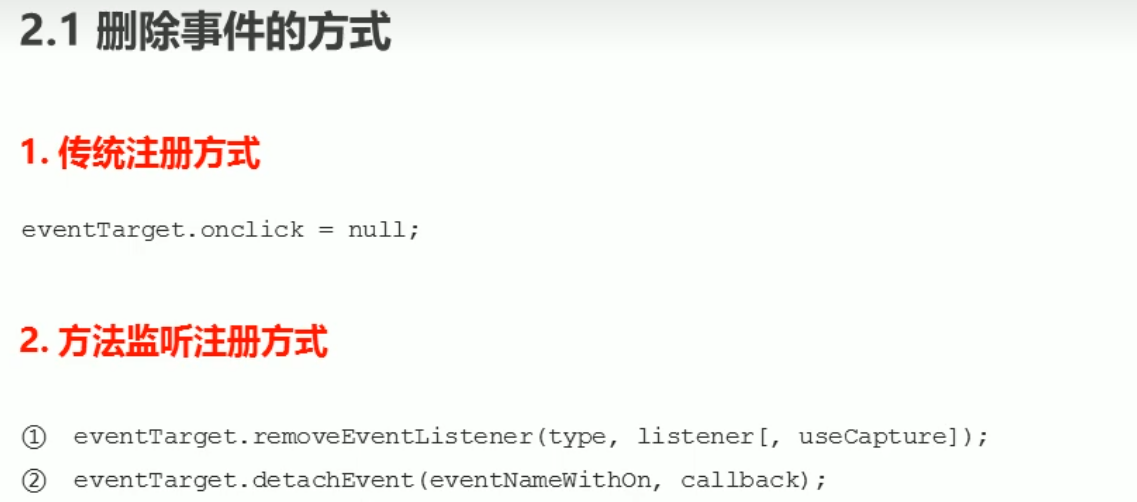 2.1 删除事件的方式
1. 传统注册方式
eventTarget.onclick = null;
2. 方法监听注册方式
① eventTarget.removeEventListener(type, listener[, useCapture]);
② eventTarget.detachEvent(eventNameWithOn, callback);